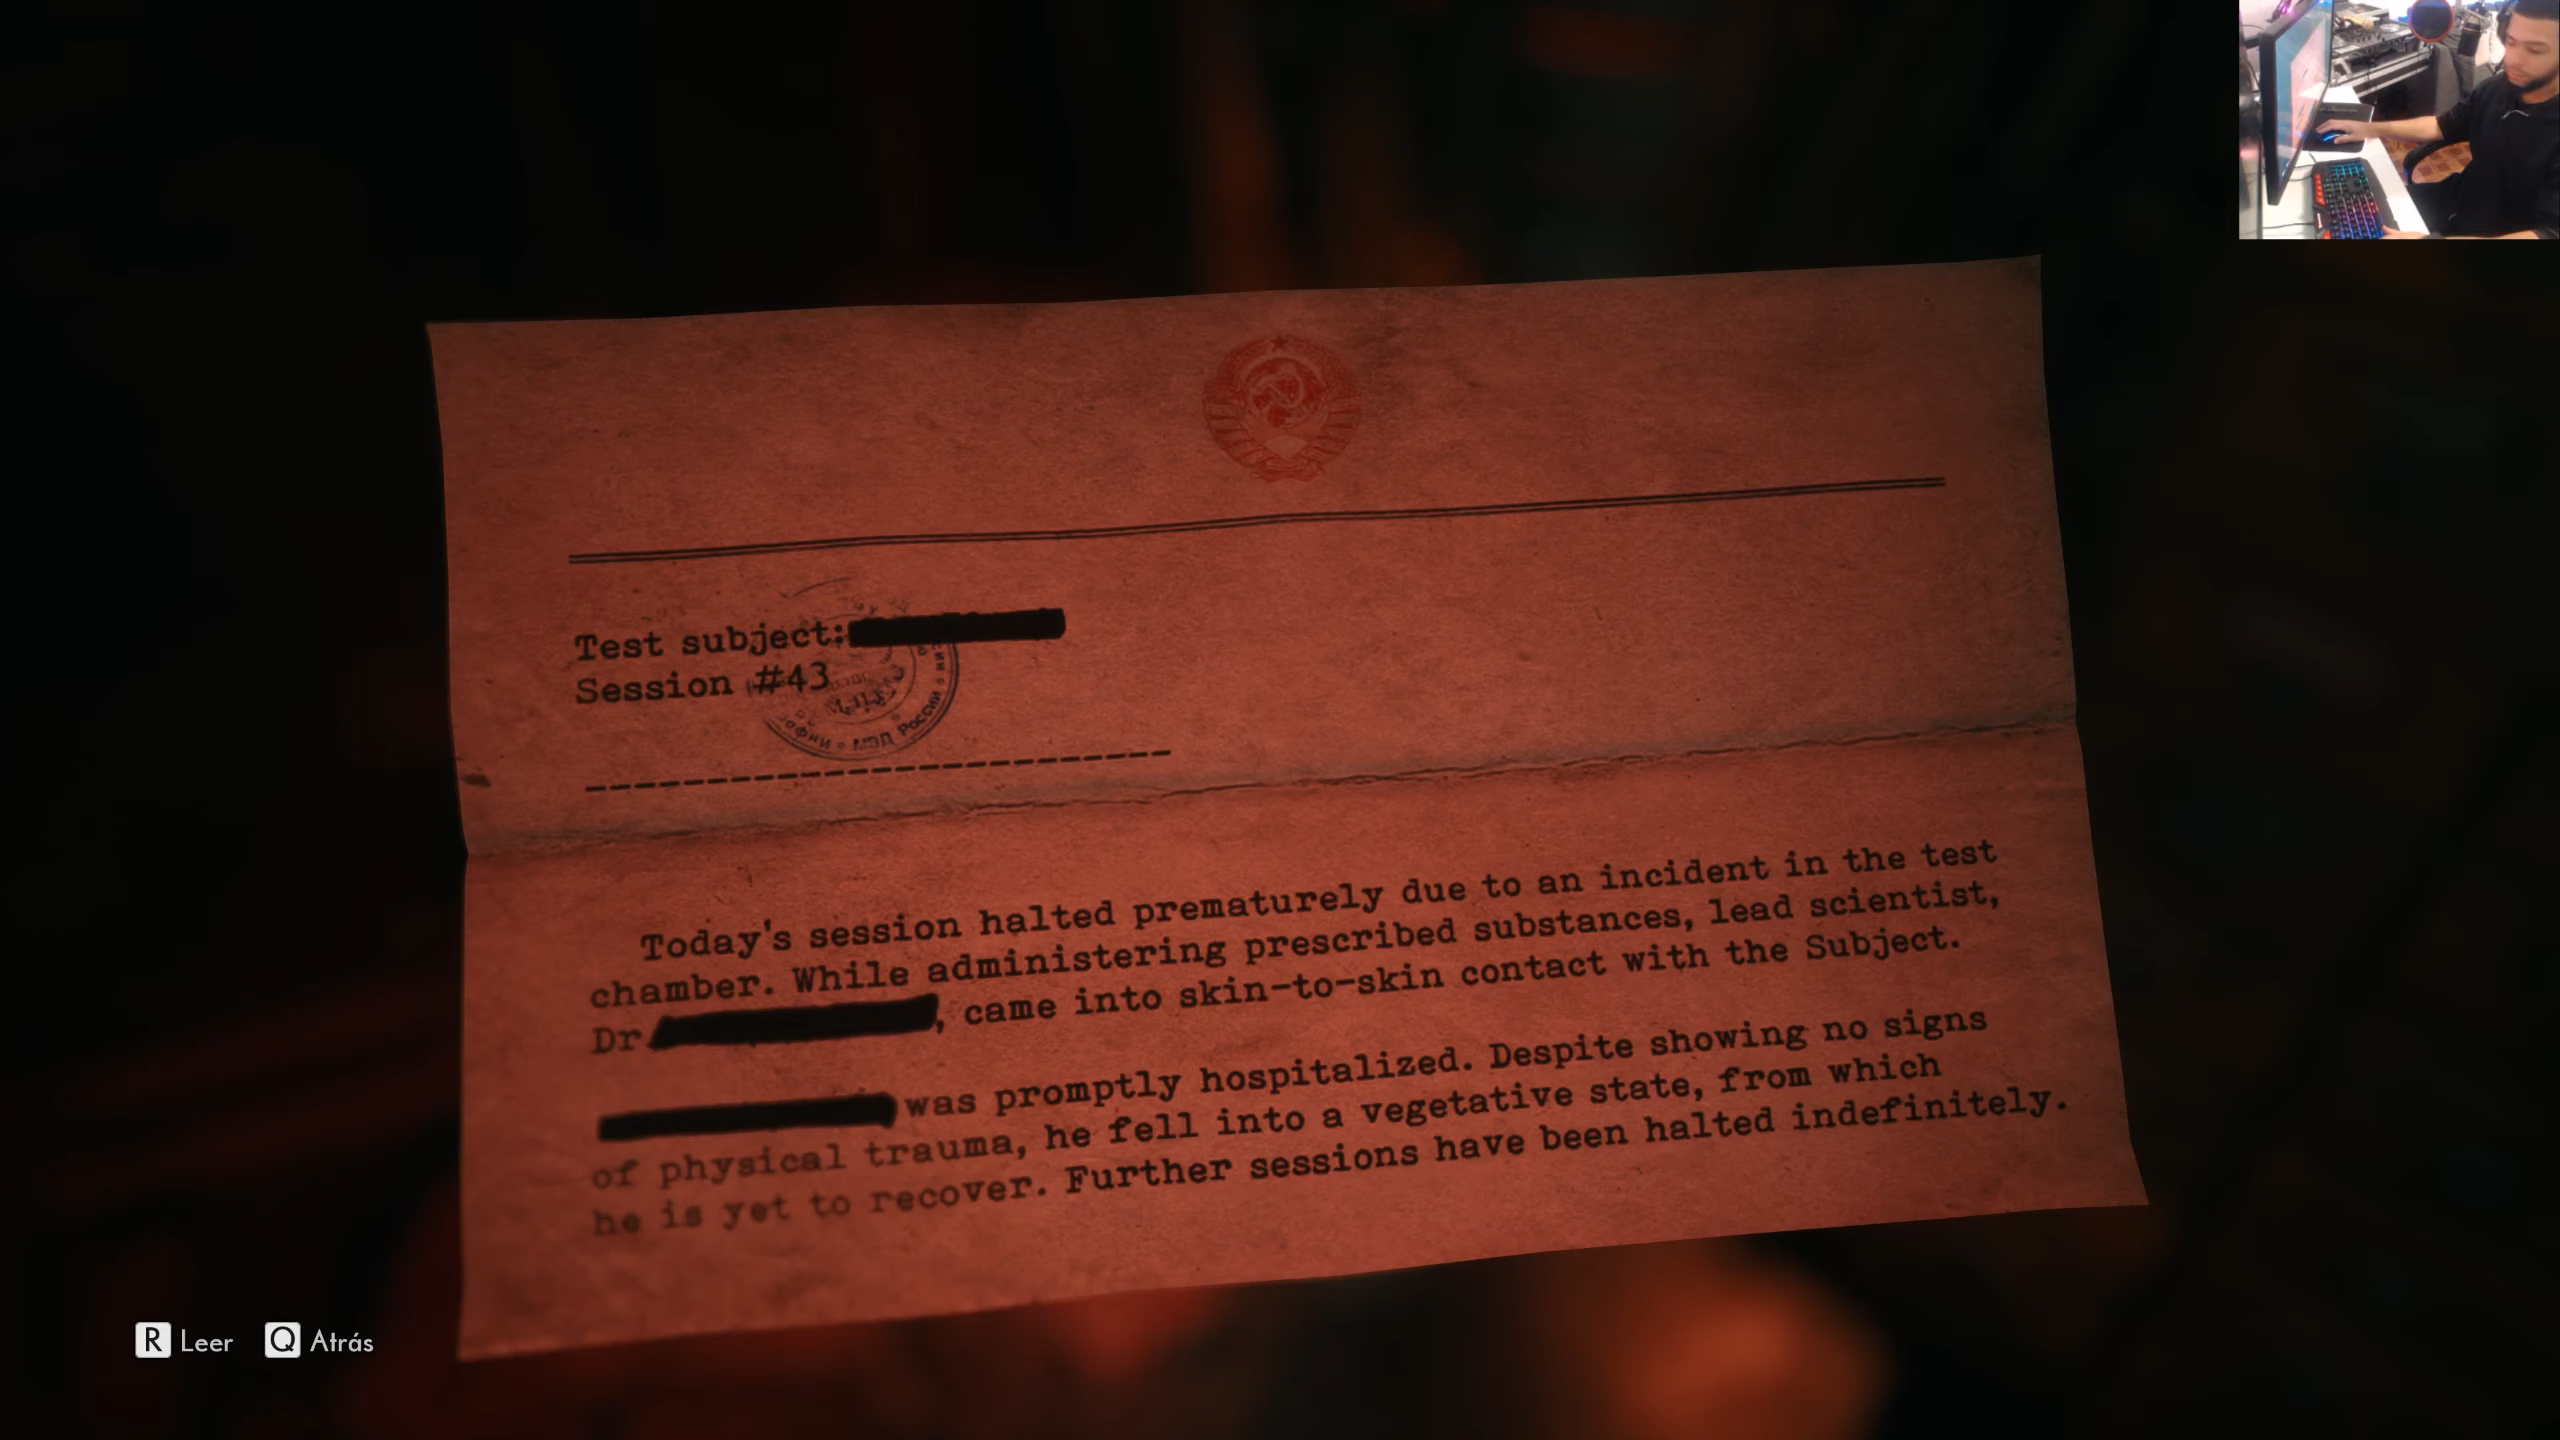 Test subject:
Session #43
МВД России
Today's session halted prematurely due to an incident in the test
chamber. While administering prescribed substances, lead scientist,
Dr , came into skin-to-skin contact with the Subject.
was promptly hospitalized. Despite showing no signs
of physical trauma, he fell into a vegetative state, from which
he is yet to recover. Further sessions have been halted indefinitely.
R Leer Q Atrás